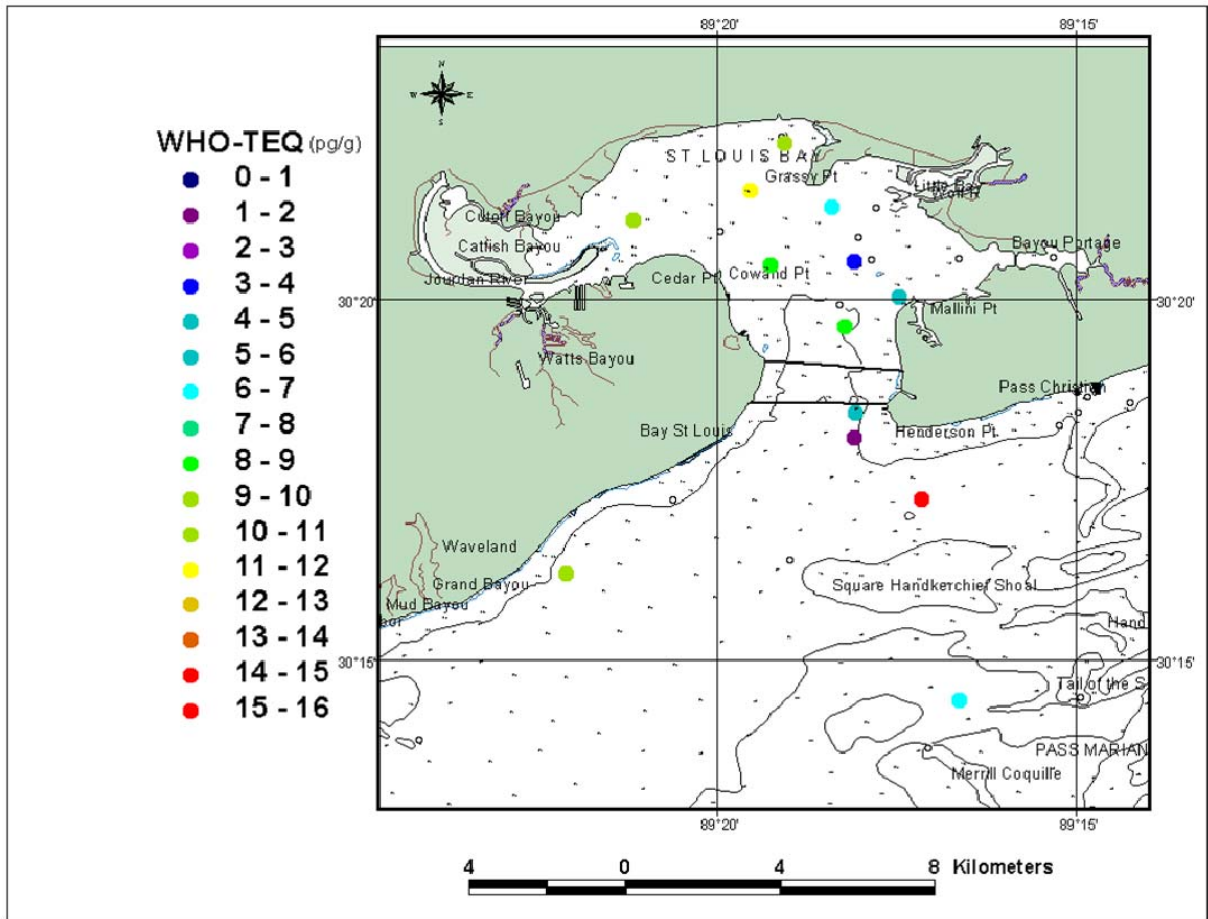 89°20'
89°15'
N
W
E
S
WHO-TEQ (pg/g)
0 - 1
1 - 2
2 - 3
3 - 4
4 - 5
5 - 6
6 - 7
7 - 8
8 - 9
9 - 10
10 - 11
11 - 12
12 - 13
13 - 14
14 - 15
15 - 16
ST LOUIS BAY
Grassy Pt
Little Bay
Cutoff Bayou
Catfish Bayou
Bayou Portage
Jourdan River
Cedar Pt
Cowand Pt
30°20'
30°20'
Mallini Pt
Watts Bayou
Pass Christian
Bay St Louis
Henderson Pt
Waveland
Grand Bayou
Square Handkerchief Shoal
Mud Bayou
Hand
30°15'
30°15'
Tail of the S
PASS MARIAN
Merrill Coquille
89°20'
89°15'
4 0 4 8 Kilometers